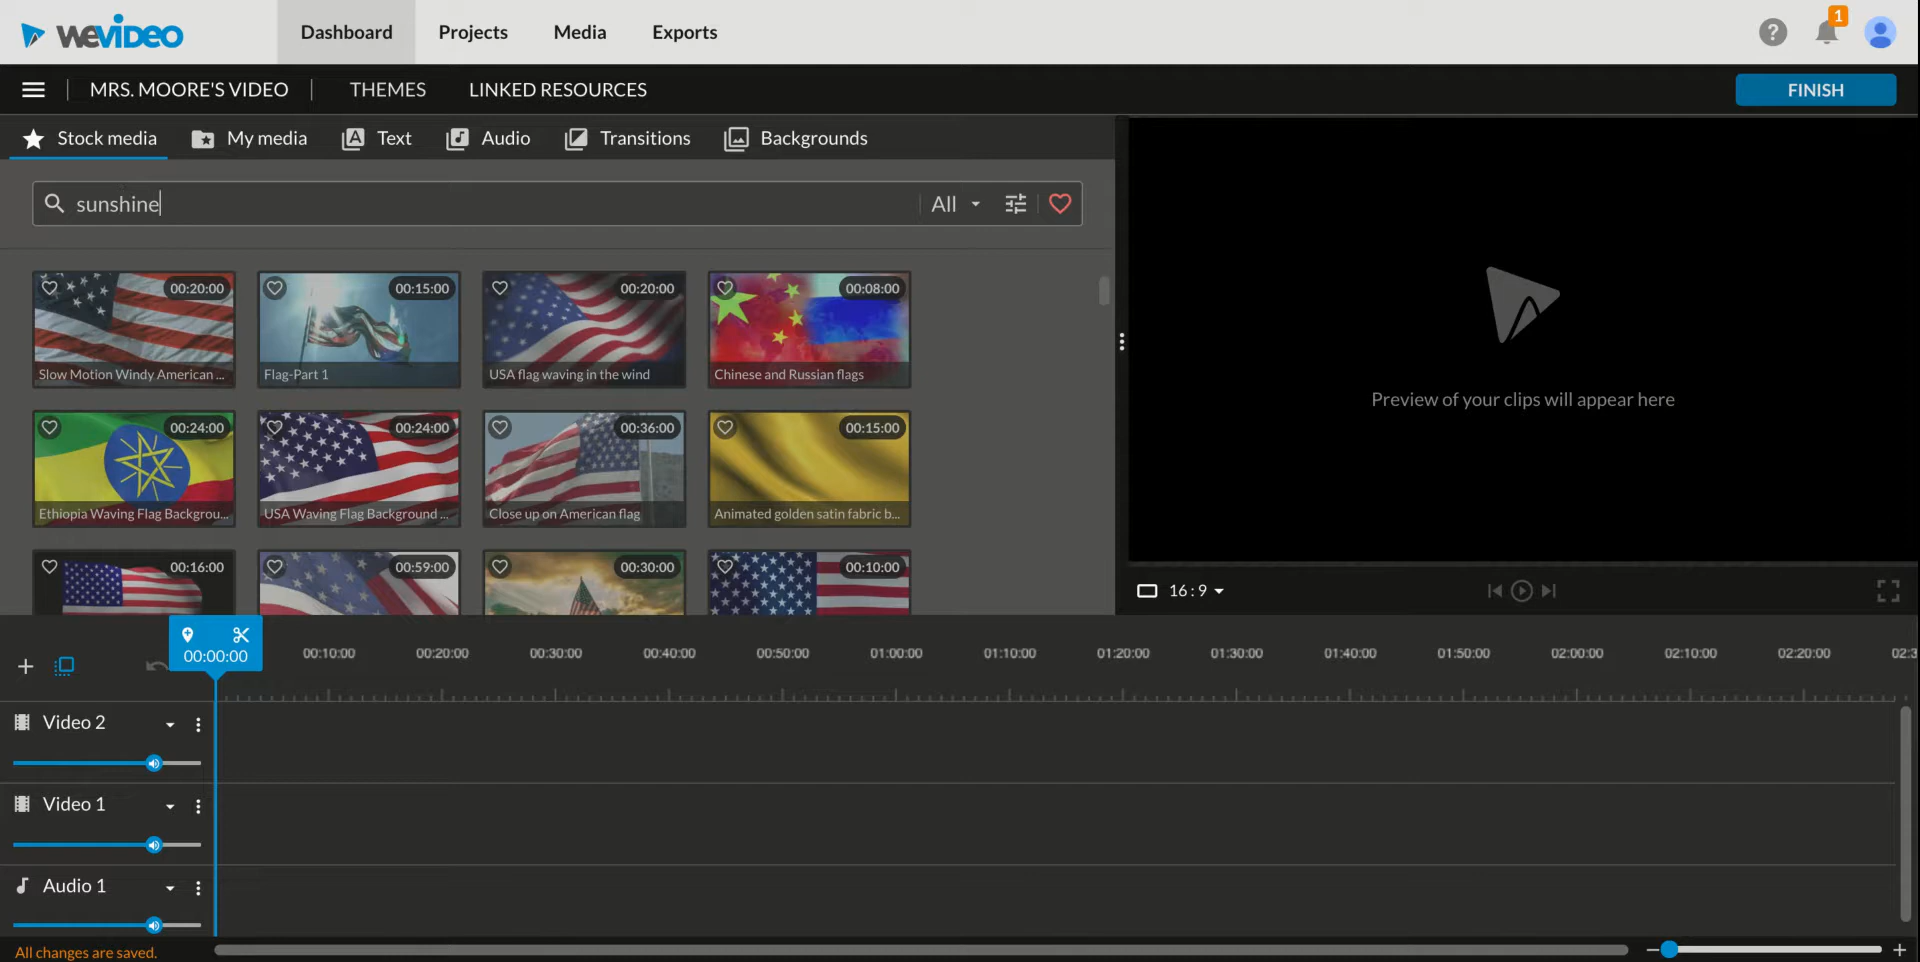 WEVIDEO
Dashboard
Projects
Media
Exports
1
MRS. MOORE'S VIDEO
THEMES
LINKED RESOURCES
FINISH
Stock media
My media
Text
Audio
Transitions
Backgrounds
sunshine
All
00:20:00
Slow Motion Windy American ...
00:15:00
Flag-Part 1
00:20:00
USA flag waving in the wind
00:08:00
Chinese and Russian flags
00:24:00
Ethiopia Waving Flag Backgrou...
00:24:00
USA Waving Flag Background ...
00:36:00
Close up on American flag
00:15:00
Animated golden satin fabric b...
00:16:00
00:59:00
00:30:00
00:10:00
Preview of your clips will appear here
16 : 9
00:00:00
00:10:00
00:20:00
00:30:00
00:40:00
00:50:00
01:00:00
01:10:00
01:20:00
01:30:00
01:40:00
01:50:00
02:00:00
02:10:00
02:20:00
02:3
Video 2
Video 1
Audio 1
All changes are saved.